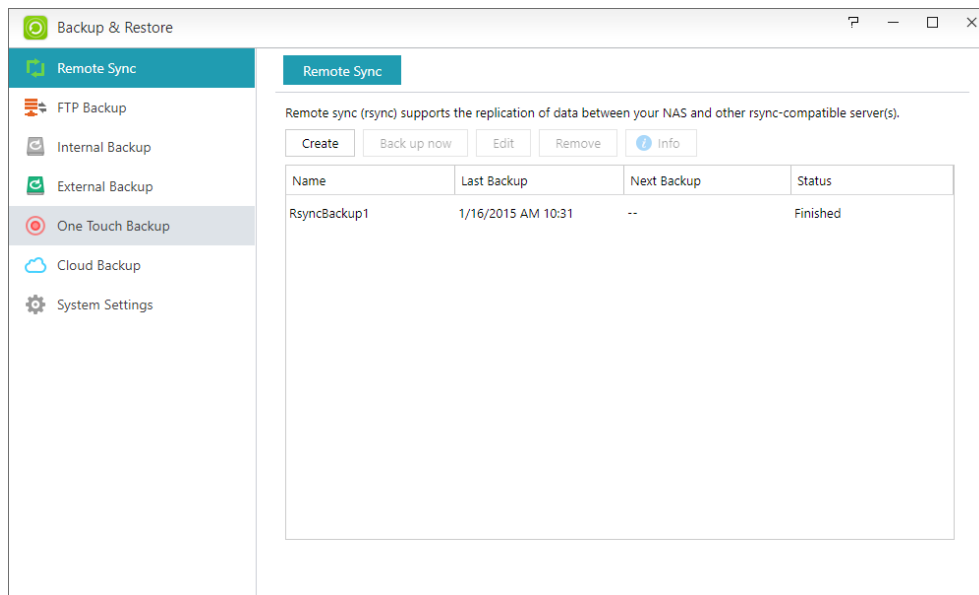 Backup & Restore
Remote Sync
FTP Backup
Internal Backup
External Backup
One Touch Backup
Cloud Backup
System Settings
Remote Sync
Remote sync (rsync) supports the replication of data between your NAS and other rsync-compatible server(s).
Create Back up now Edit Remove i Info
Name Last Backup Next Backup Status
RsyncBackup1 1/16/2015 AM 10:31 -- Finished